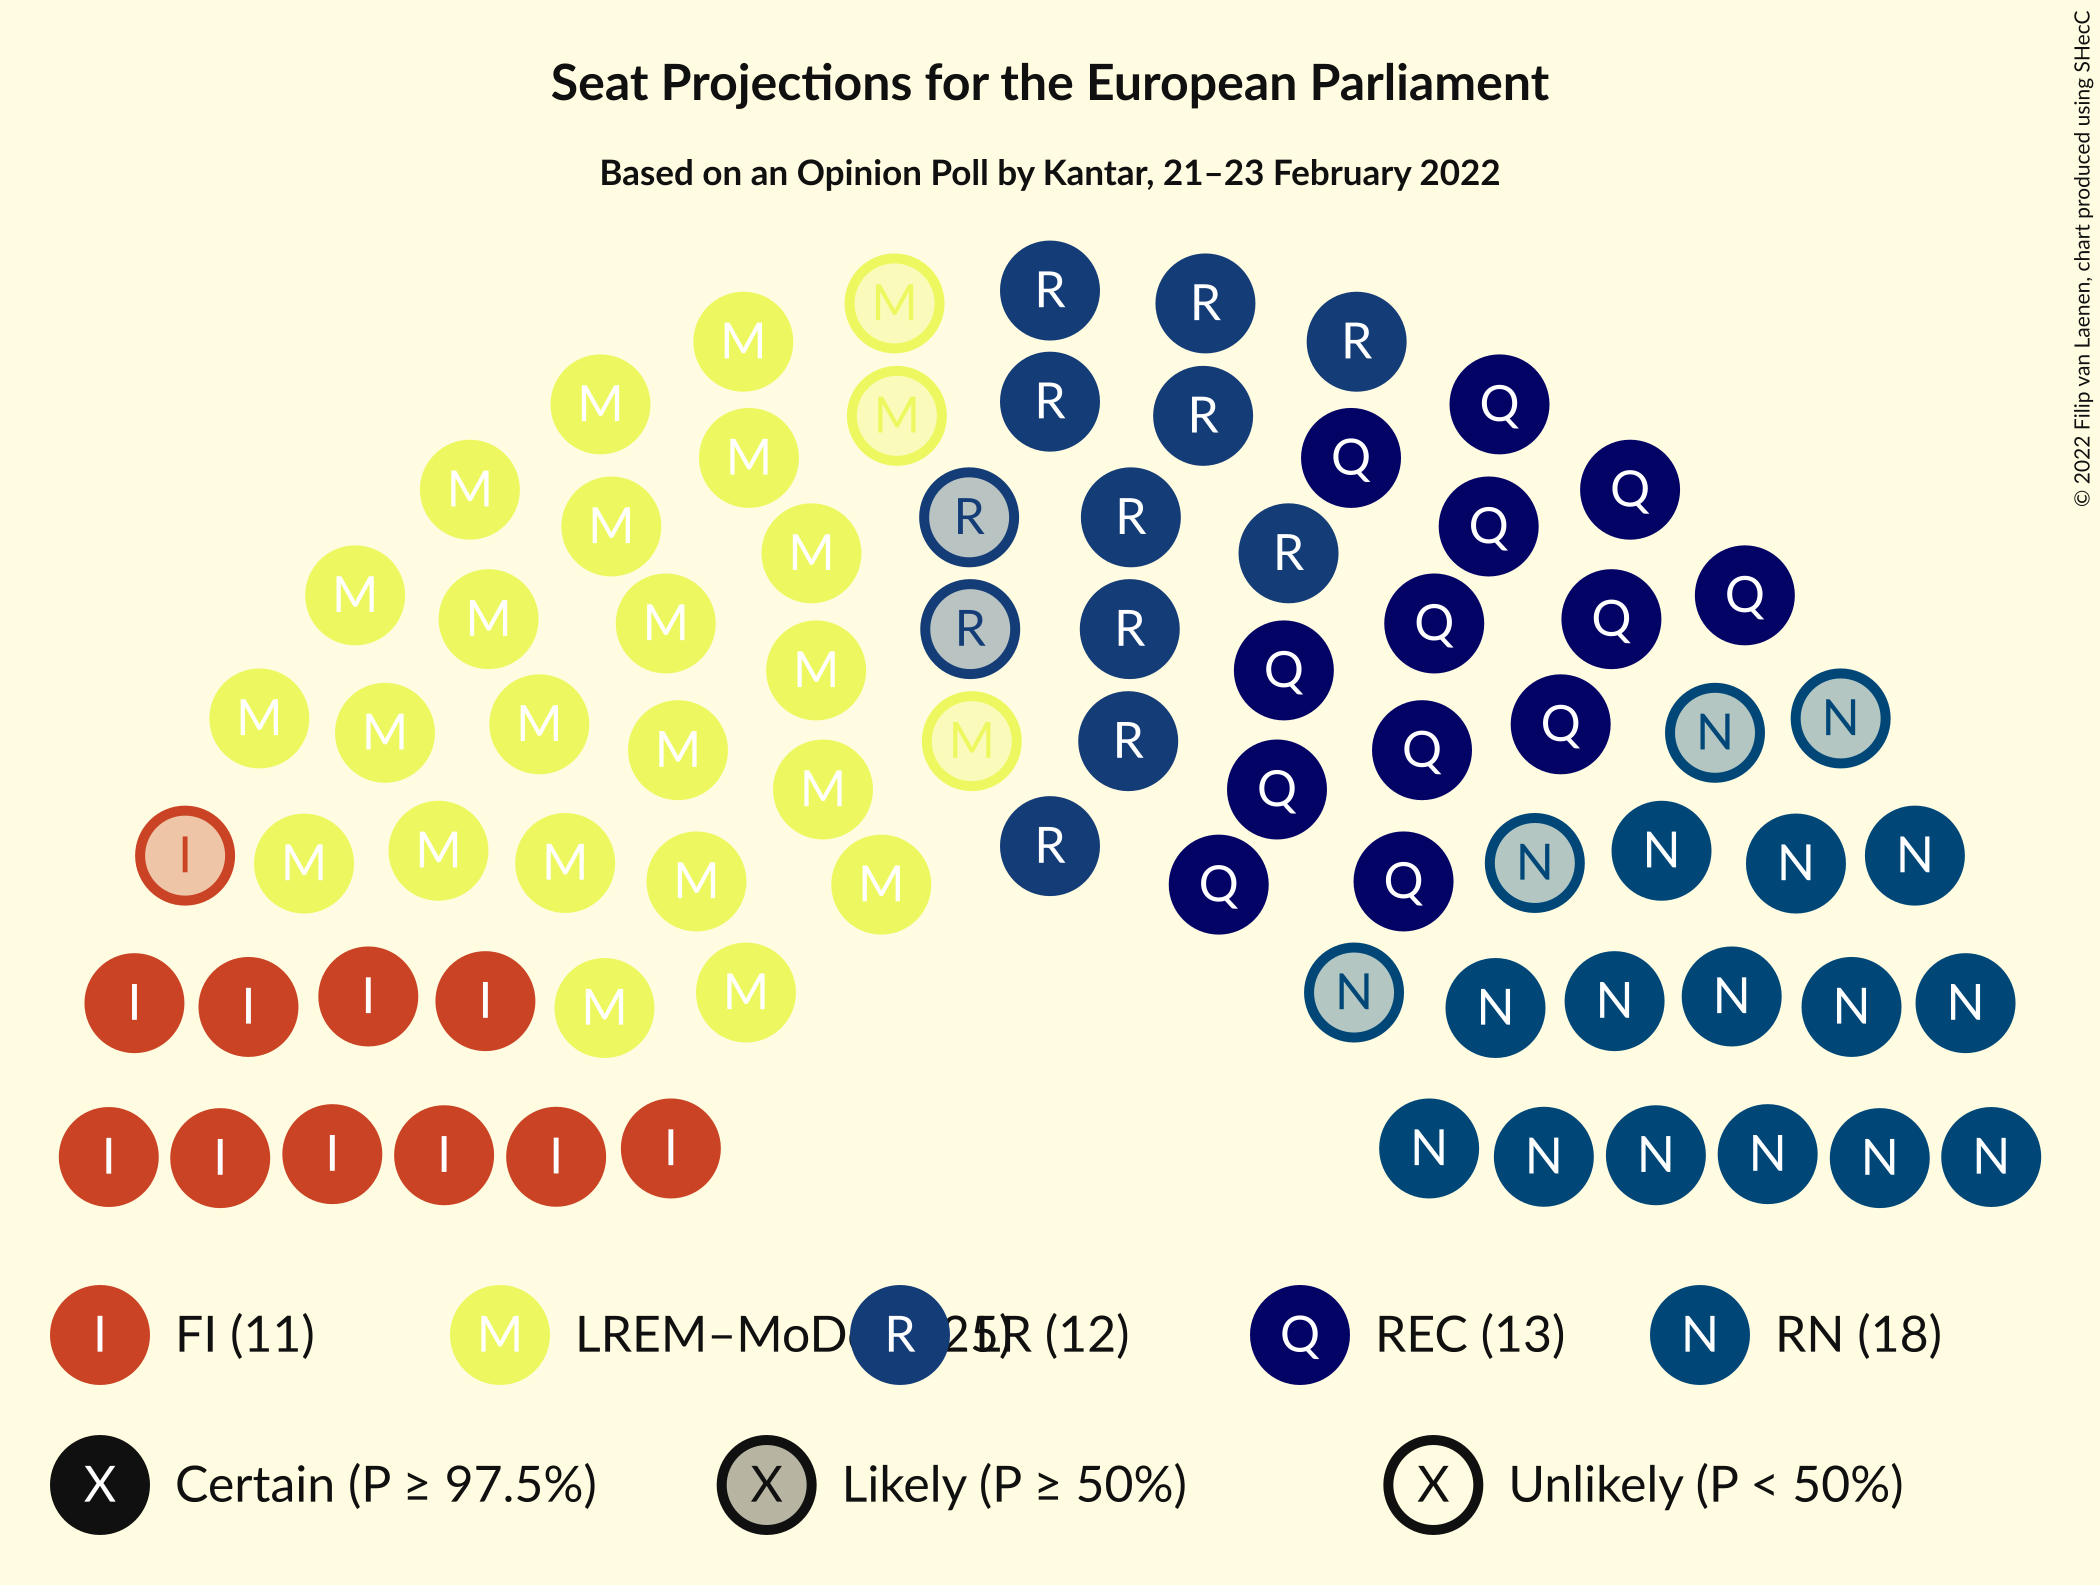 Seat Projections for the European Parliament
Based on an Opinion Poll by Kantar, 21–23 February 2022
© 2022 Filip van Laenen, chart produced using SHecC
M R R
M R
M M R R Q
M Q
M Q
M R R Q
M R
M Q
M M R R Q Q
M Q
M M M M M R Q Q N N
M Q
I M M M M M R Q Q N N N N
I I I I M M N N N N N N
I I I I I I N N N N N N
I FI (11) M LREM–MoD R LR (12) Q REC (13) N RN (18)
X Certain (P ≥ 97.5%) X Likely (P ≥ 50%) X Unlikely (P < 50%)